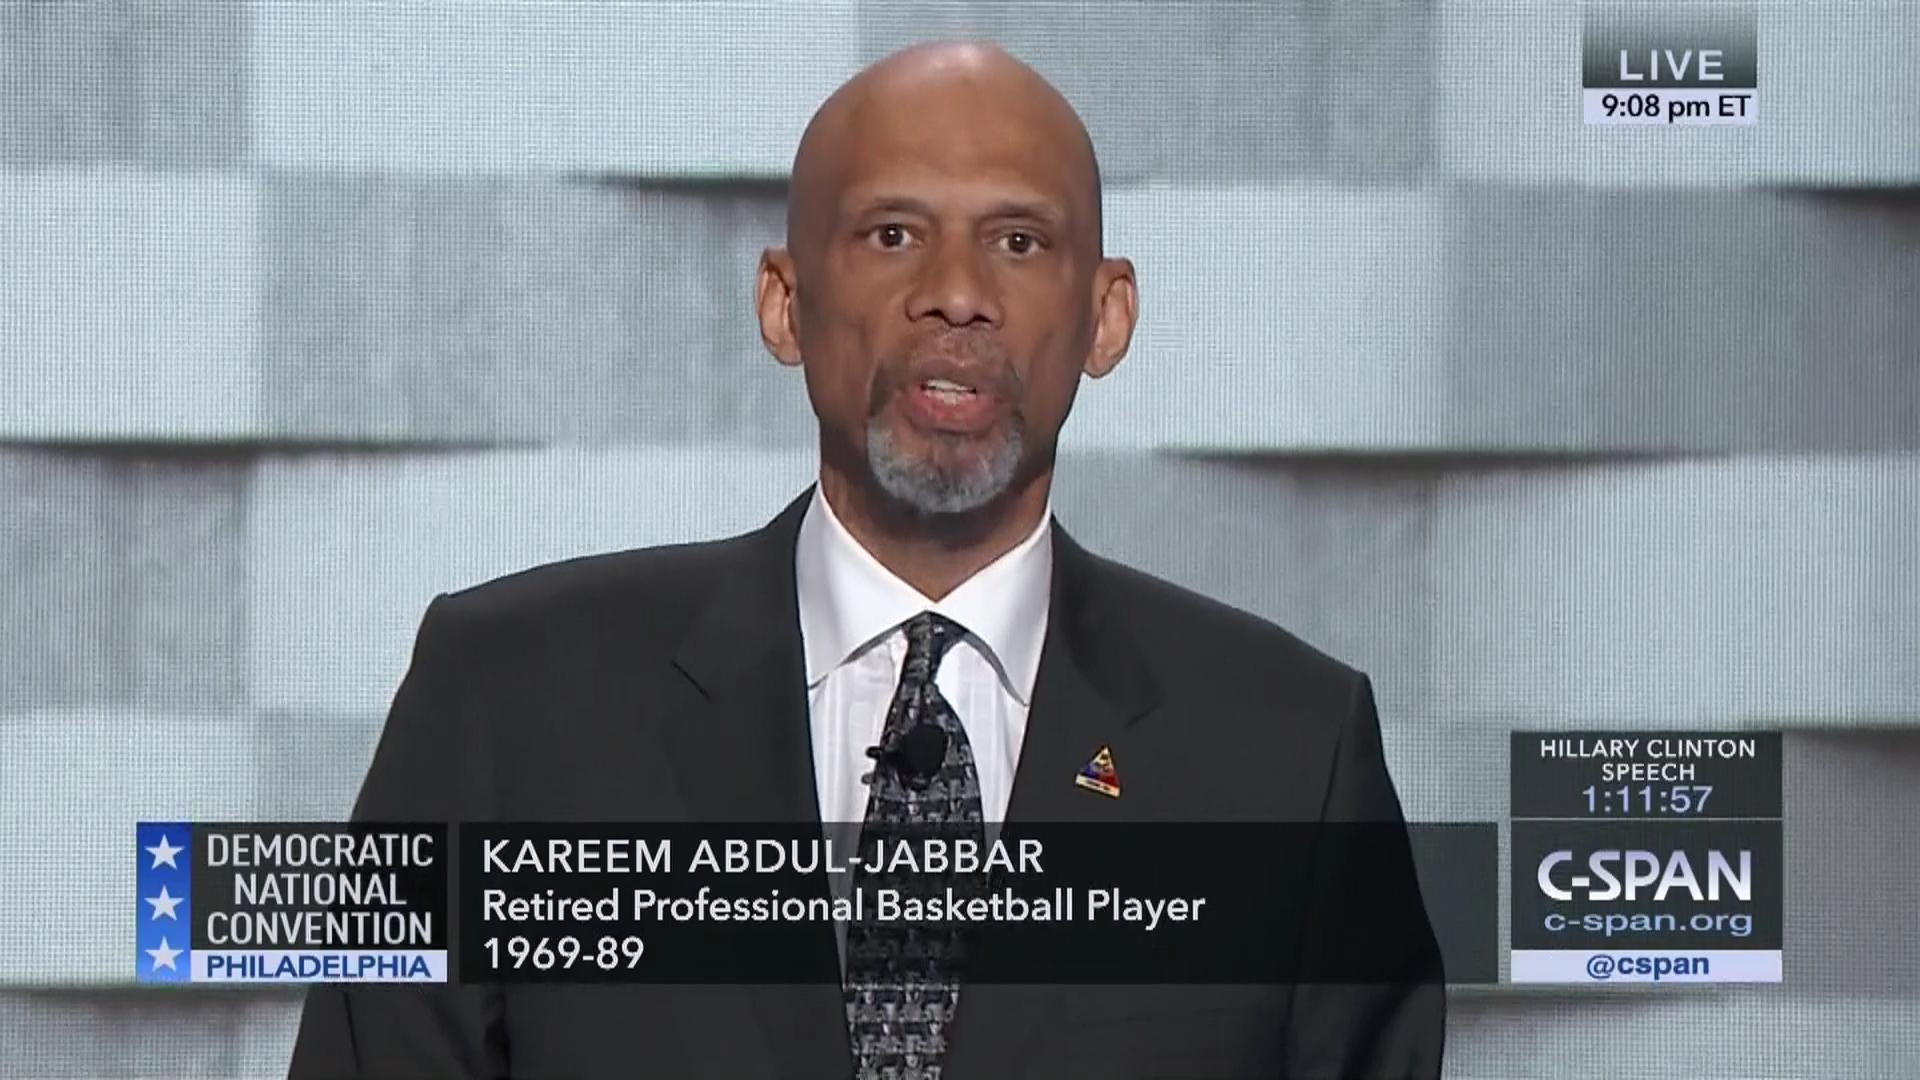 LIVE
9:08 pm ET
HILLARY CLINTON
SPEECH
1:11:57
DEMOCRATIC
NATIONAL
CONVENTION
PHILADELPHIA
KAREEM ABDUL-JABBAR
Retired Professional Basketball Player
1969-89
C-SPAN
c-span.org
@cspan